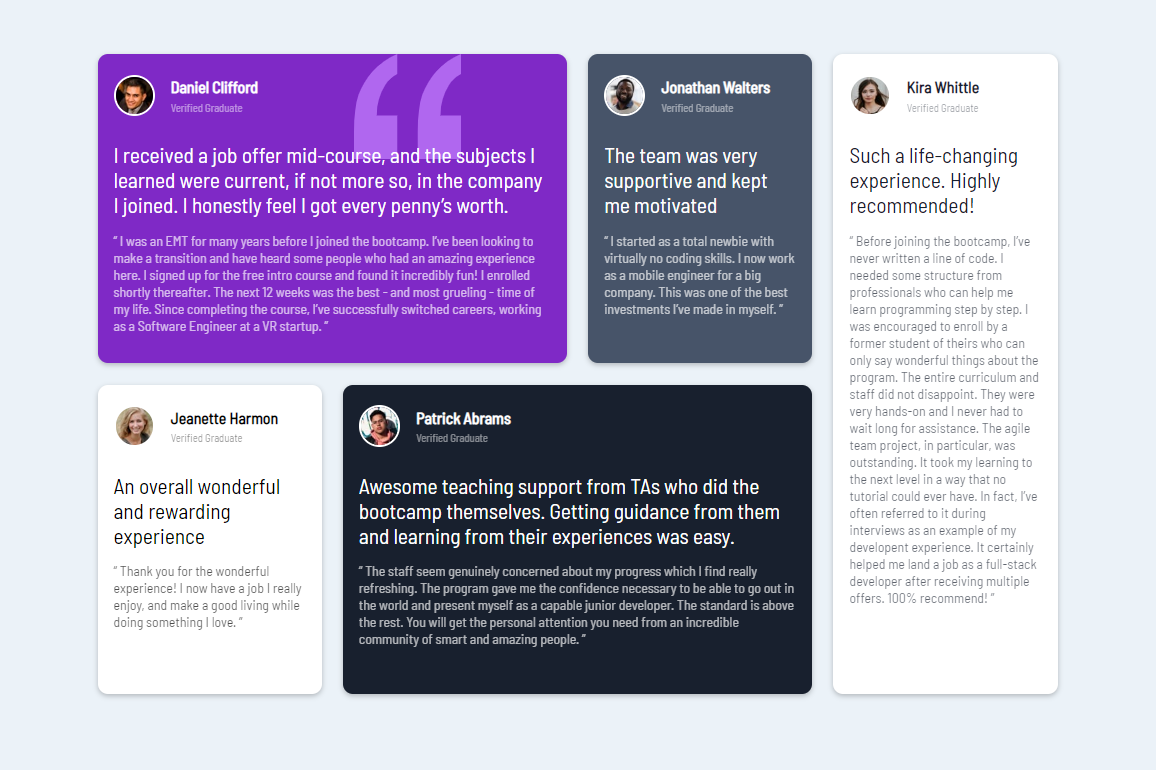 Daniel Clifford
Verified Graduate
I received a job offer mid-course, and the subjects I
learned were current, if not more so, in the company
I joined. I honestly feel I got every penny’s worth.
“ I was an EMT for many years before I joined the bootcamp. I’ve been looking to
make a transition and have heard some people who had an amazing experience
here. I signed up for the free intro course and found it incredibly fun! I enrolled
shortly thereafter. The next 12 weeks was the best - and most grueling - time of
my life. Since completing the course, I’ve successfully switched careers, working
as a Software Engineer at a VR startup. ”
Jonathan Walters
Verified Graduate
The team was very
supportive and kept
me motivated
“ I started as a total newbie with
virtually no coding skills. I now work
as a mobile engineer for a big
company. This was one of the best
investments I’ve made in myself. ”
Kira Whittle
Verified Graduate
Such a life-changing
experience. Highly
recommended!
“ Before joining the bootcamp, I’ve
never written a line of code. I
needed some structure from
professionals who can help me
learn programming step by step. I
was encouraged to enroll by a
former student of theirs who can
only say wonderful things about the
program. The entire curriculum and
staff did not disappoint. They were
very hands-on and I never had to
wait long for assistance. The agile
team project, in particular, was
outstanding. It took my learning to
the next level in a way that no
tutorial could ever have. In fact, I’ve
often referred to it during
interviews as an example of my
developent experience. It certainly
helped me land a job as a full-stack
developer after receiving multiple
offers. 100% recommend! ”
Jeanette Harmon
Verified Graduate
An overall wonderful
and rewarding
experience
“ Thank you for the wonderful
experience! I now have a job I really
enjoy, and make a good living while
doing something I love. ”
Patrick Abrams
Verified Graduate
Awesome teaching support from TAs who did the
bootcamp themselves. Getting guidance from them
and learning from their experiences was easy.
“ The staff seem genuinely concerned about my progress which I find really
refreshing. The program gave me the confidence necessary to be able to go out in
the world and present myself as a capable junior developer. The standard is above
the rest. You will get the personal attention you need from an incredible
community of smart and amazing people. ”